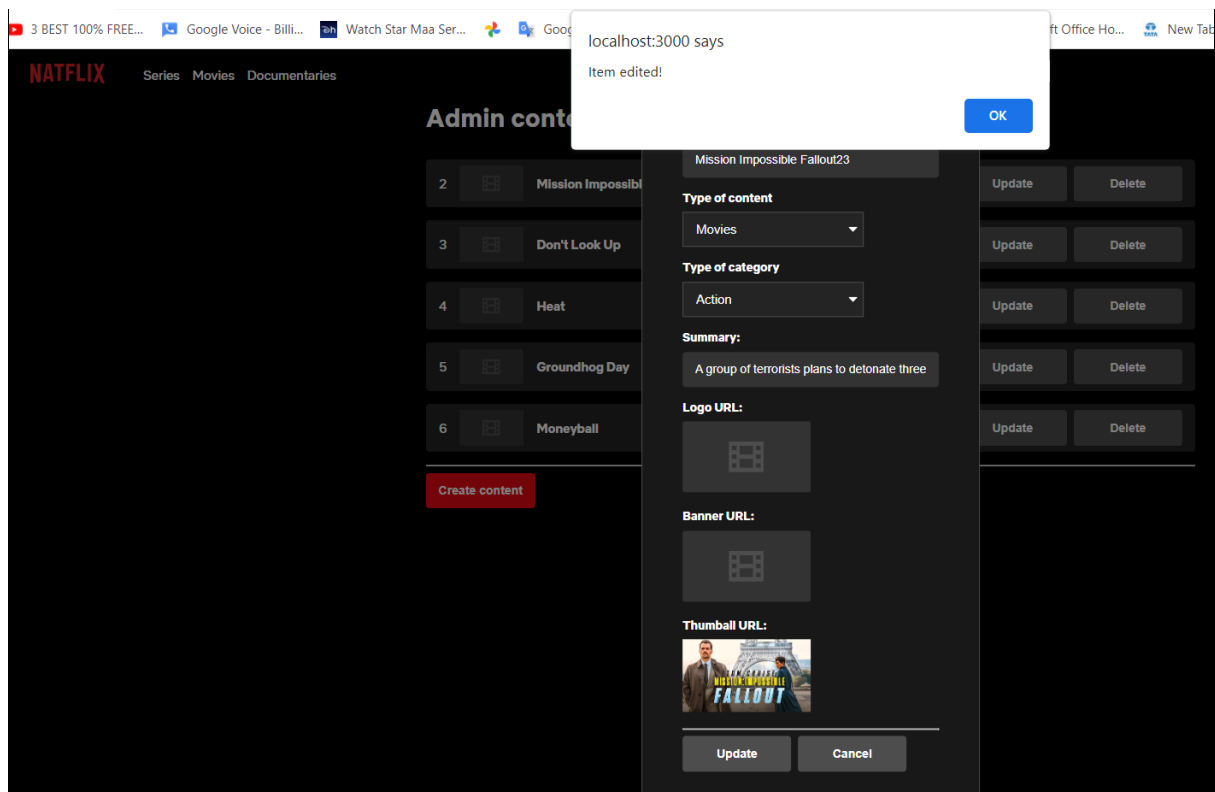 3 BEST 100% FREE... Google Voice - Billi... Watch Star Maa Ser... Goog ft Office Ho... New Tab
localhost:3000 says
Item edited!
OK
NATFLIX Series Movies Documentaries
Admin conte
Mission Impossible Fallout23
2 Mission Impossibl Update Delete
Type of content
Movies
3 Don't Look Up Update Delete
Type of category
Action
4 Heat Update Delete
Summary:
5 Groundhog Day A group of terrorists plans to detonate three Update Delete
Logo URL:
6 Moneyball Update Delete
Create content
Banner URL:
Thumball URL:
TOM CRUISE
MISSION: IMPOSSIBLE
FALLOUT
Update Cancel